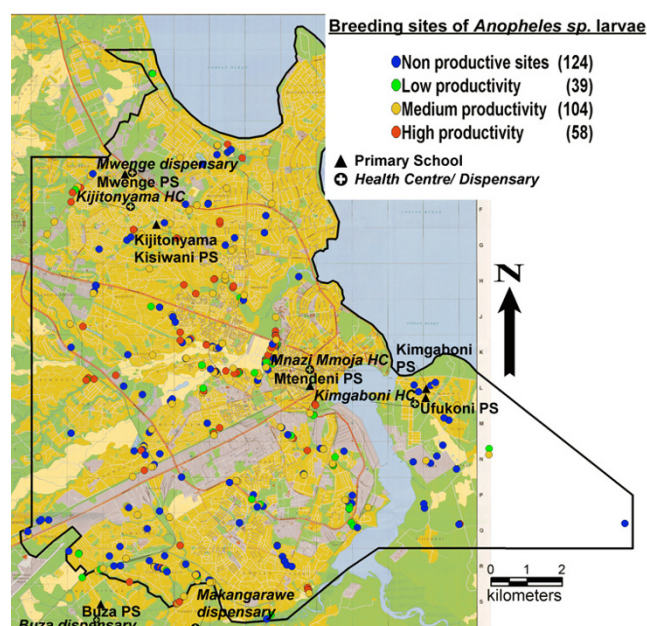 Breeding sites of Anopheles sp. larvae
Non productive sites (124)
Low productivity (39)
Medium productivity (104)
High productivity (58)
Primary School
Health Centre/ Dispensary
Mwenge dispensary
Mwenge PS
Kijitonyama HC
Kijitonyama
Kisiwani PS
N
Mnazi Mmoja HC
Mtendeni PS
Kimgaboni
PS
Kimgaboni HC
Ufukoni PS
0 1 2
kilometers
Makangarawe
dispensary
Buza PS
Buza dispensary